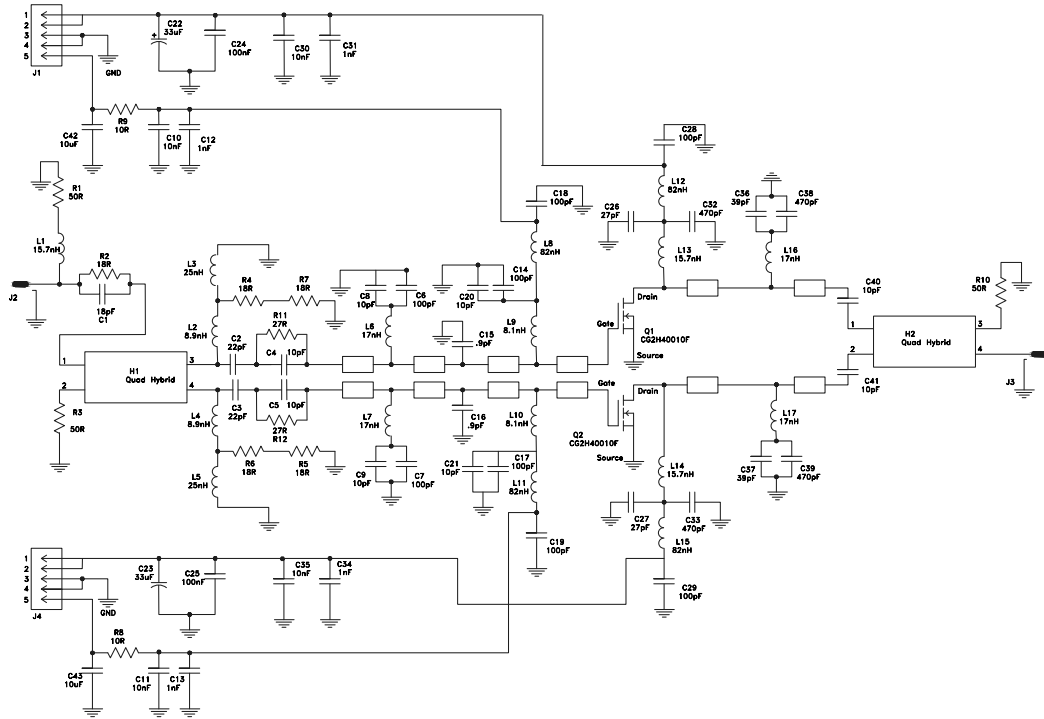 1
2
3
4
5
J1
GND
C22
33uF
+
C24
100nF
C30
10nF
C31
1nF
R9
10R
C42
10uF
C10
10nF
C12
1nF
R1
50R
L1
15.7nH
R2
18R
18pF
C1
J2
L3
25nH
R4
18R
R7
18R
L2
8.9nH
C2
22pF
R11
27R
C4
10pF
C8
10pF
C6
100pF
L6
17nH
C20
10pF
C14
100pF
C15
.9pF
C18
100pF
L8
82nH
L9
8.1nH
C28
100pF
L12
82nH
C26
27pF
C32
470pF
L13
15.7nH
C36
39pF
C38
470pF
L16
17nH
Drain
Gate
Q1
CG2H40010F
Source
C40
10pF
R10
50R
1
2
H2
Quad Hybrid
3
4
J3
C41
10pF
1
2
H1
Quad Hybrid
3
4
R3
50R
L4
8.9nH
C3
22pF
C5
10pF
27R
R12
R6
18R
R5
18R
L5
25nH
L7
17nH
C9
10pF
C7
100pF
C16
.9pF
L10
8.1nH
C21
10pF
C17
100pF
L11
82nH
C19
100pF
Gate
Drain
Q2
CG2H40010F
Source
L14
15.7nH
C27
27pF
C33
470pF
L15
82nH
C29
100pF
L17
17nH
C37
39pF
C39
470pF
1
2
3
4
5
J4
GND
C23
33uF
C25
100nF
C35
10nF
C34
1nF
R8
10R
C43
10uF
C11
10nF
C13
1nF